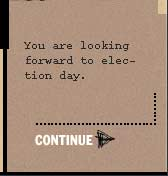 You are looking
forward to elec-
tion day.
CONTINUE